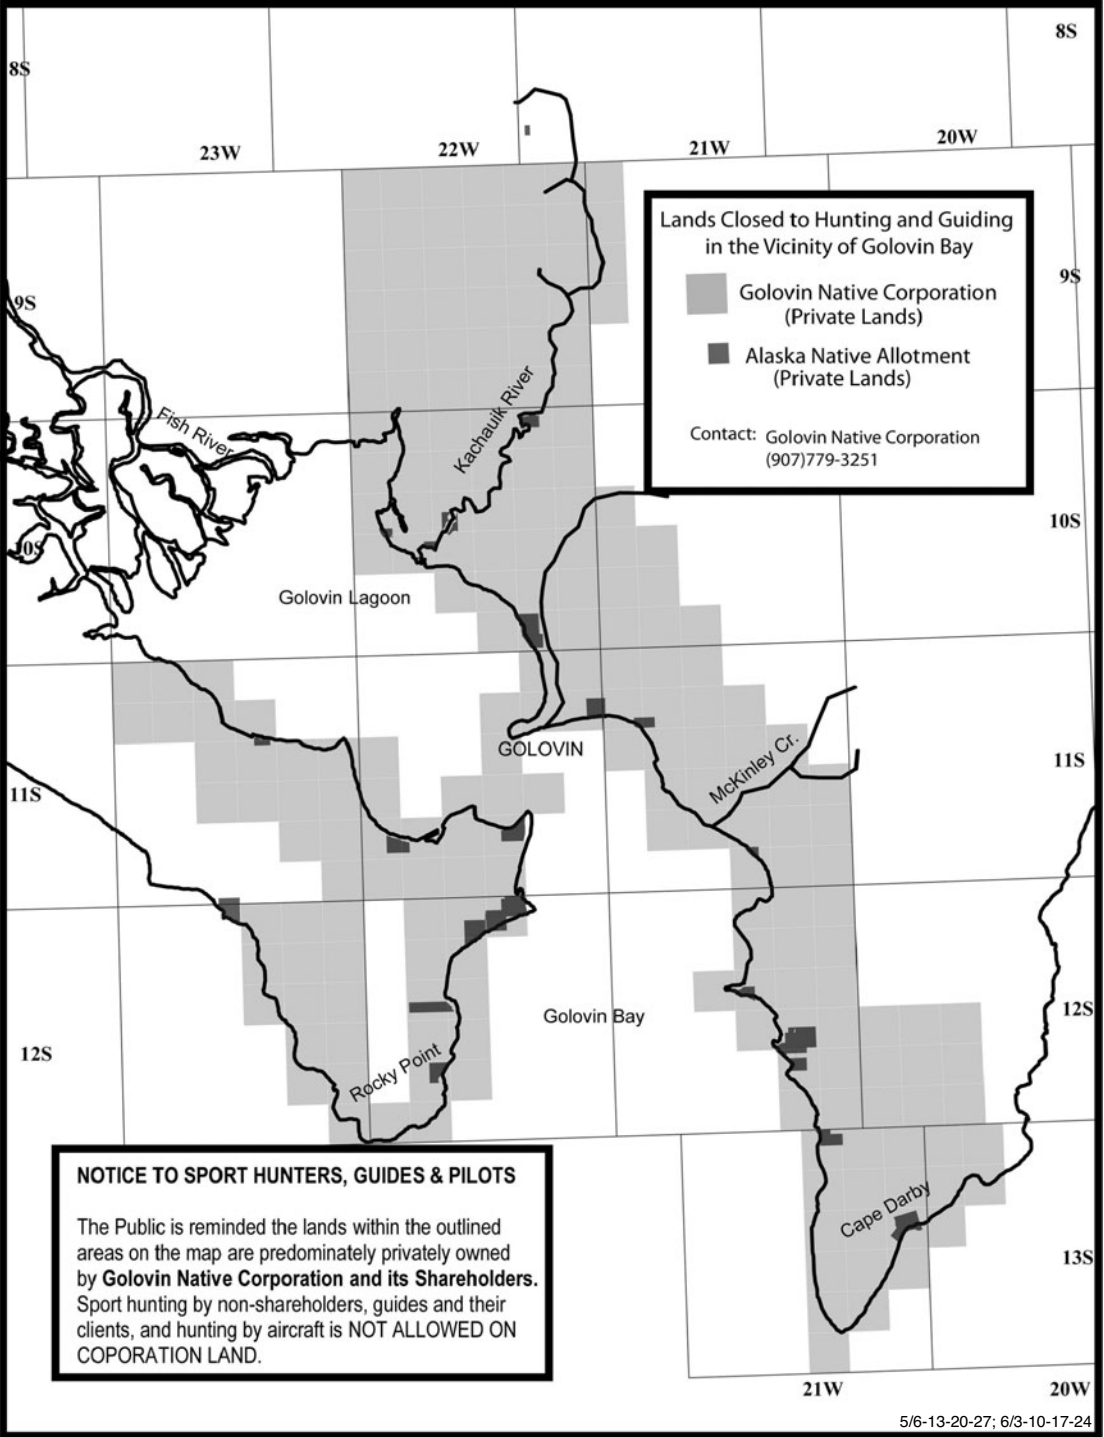 8S
8S
23W
22W
21W
20W
Lands Closed to Hunting and Guiding
in the Vicinity of Golovin Bay
Golovin Native Corporation
(Private Lands)
Alaska Native Allotment
(Private Lands)
Contact: Golovin Native Corporation
(907)779-3251
9S
9S
Fish River
Kachauik River
10S
10S
Golovin Lagoon
GOLOVIN
McKinley Cr.
11S
11S
Golovin Bay
12S
12S
Rocky Point
Cape Darby
13S
NOTICE TO SPORT HUNTERS, GUIDES & PILOTS
The Public is reminded the lands within the outlined
areas on the map are predominately privately owned
by Golovin Native Corporation and its Shareholders.
Sport hunting by non-shareholders, guides and their
clients, and hunting by aircraft is NOT ALLOWED ON
COPORATION LAND.
21W
20W
5/6-13-20-27; 6/3-10-17-24